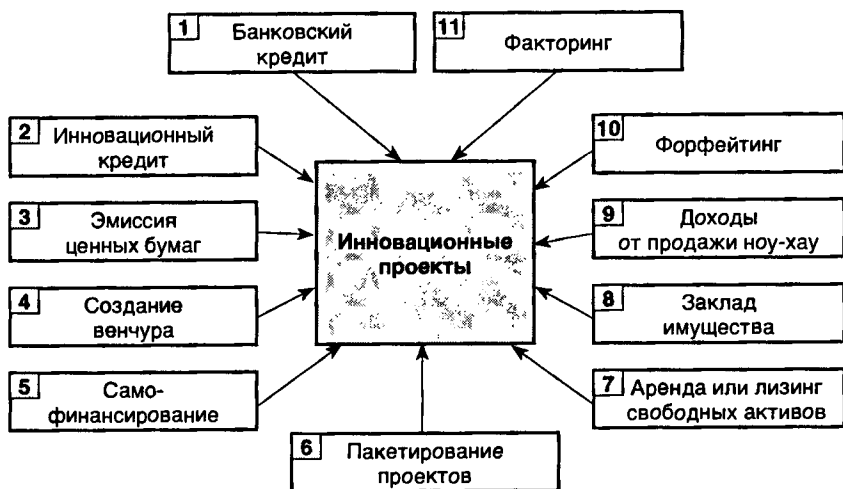 1
Банковский
кредит
11
Факторинг
2
Инновационный
кредит
10
Форфейтинг
3
Эмиссия
ценных бумаг
Инновационные
проекты
9
Доходы
от продажи ноу-хау
4
Создание
венчура
8
Заклад
имущества
5
Само-
финансирование
7
Аренда или лизинг
свободных активов
6
Пакетирование
проектов